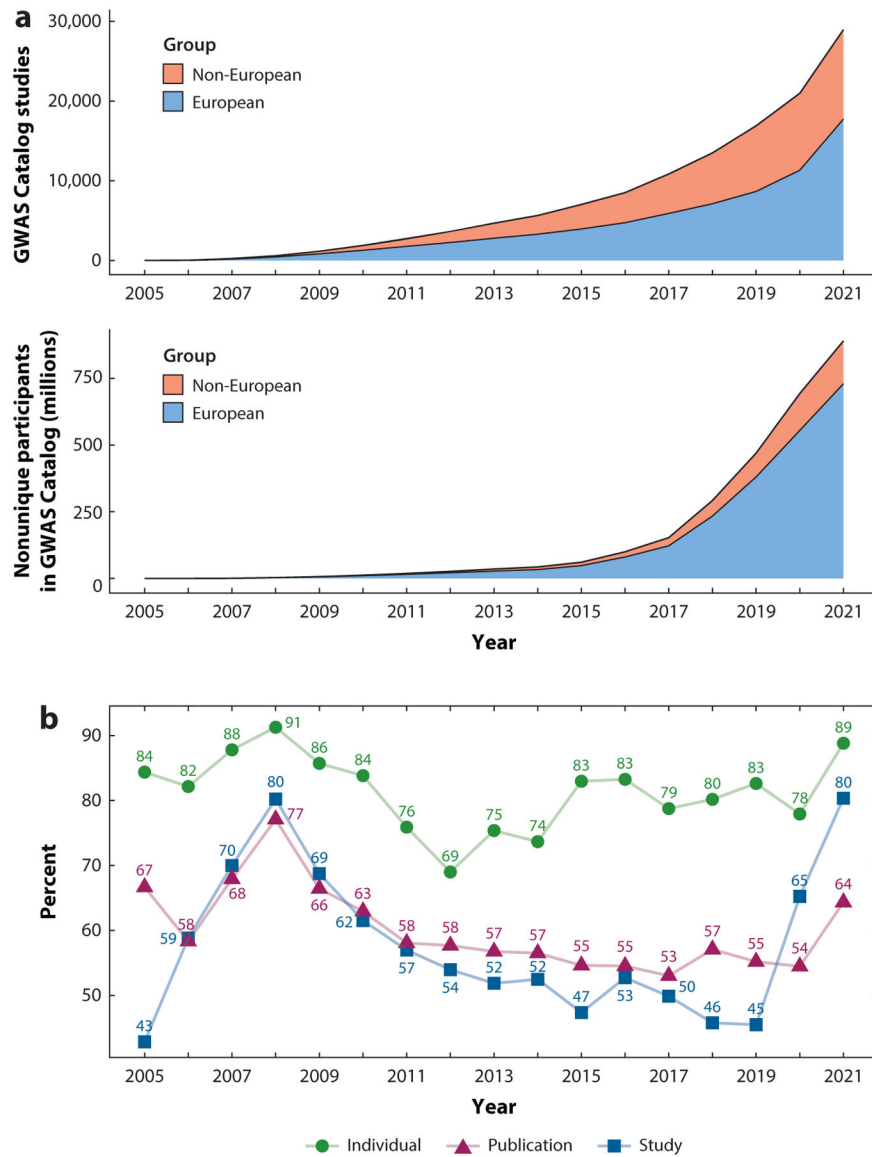 a
GWAS Catalog studies
30,000
20,000
10,000
0
Group
Non-European
European
2005 2007 2009 2011 2013 2015 2017 2019 2021
Nonunique participants
in GWAS Catalog (millions)
750
500
250
0
Group
Non-European
European
2005 2007 2009 2011 2013 2015 2017 2019 2021
Year
b
Percent
90
80
70
60
50
84 82 88 91 86 84 76 69 75 74 83 83 79 80 83 78 89
67 58 68 77 66 63 58 58 57 57 55 55 53 57 55 54 64
43 59 70 80 69 62 57 54 52 52 47 53 50 46 45 65 80
2005 2007 2009 2011 2013 2015 2017 2019 2021
Year
Individual Publication Study